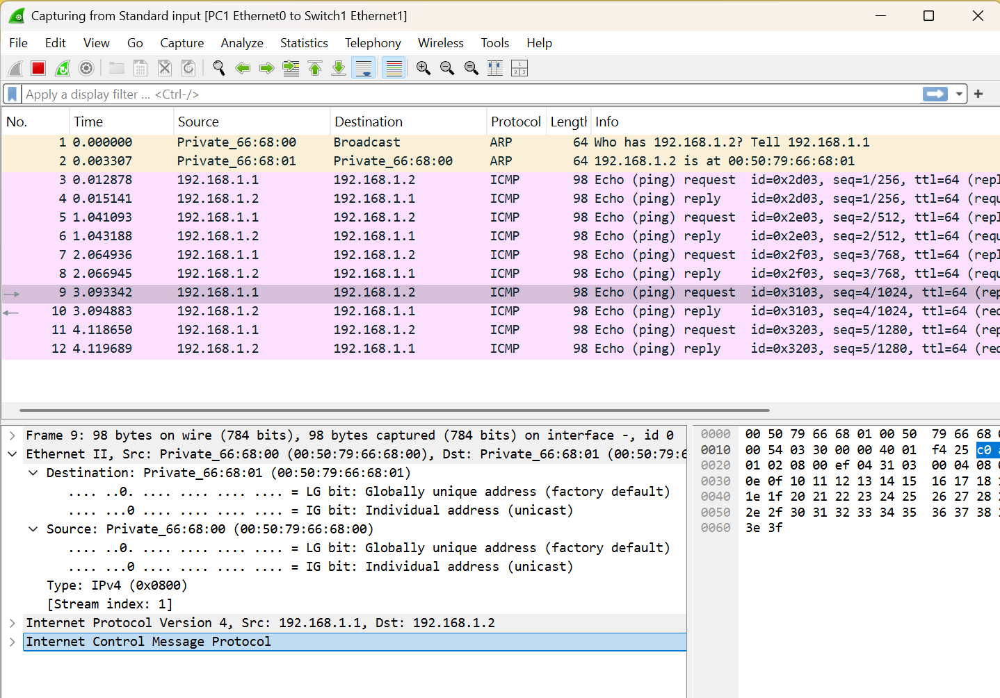 Capturing from Standard input [PC1 Ethernet0 to Switch1 Ethernet1]
File Edit View Go Capture Analyze Statistics Telephony Wireless Tools Help
Apply a display filter ... <Ctrl-/>
No. Time Source Destination Protocol Length Info
1 0.000000 Private_66:68:00 Broadcast ARP 64 Who has 192.168.1.2? Tell 192.168.1.1
2 0.003307 Private_66:68:01 Private_66:68:00 ARP 64 192.168.1.2 is at 00:50:79:66:68:01
3 0.012878 192.168.1.1 192.168.1.2 ICMP 98 Echo (ping) request id=0x2d03, seq=1/256, ttl=64 (repl
4 0.015141 192.168.1.2 192.168.1.1 ICMP 98 Echo (ping) reply id=0x2d03, seq=1/256, ttl=64 (requ
5 1.041093 192.168.1.1 192.168.1.2 ICMP 98 Echo (ping) request id=0x2e03, seq=2/512, ttl=64 (repl
6 1.043188 192.168.1.2 192.168.1.1 ICMP 98 Echo (ping) reply id=0x2e03, seq=2/512, ttl=64 (requ
7 2.064936 192.168.1.1 192.168.1.2 ICMP 98 Echo (ping) request id=0x2f03, seq=3/768, ttl=64 (repl
8 2.066945 192.168.1.2 192.168.1.1 ICMP 98 Echo (ping) reply id=0x2f03, seq=3/768, ttl=64 (requ
9 3.093342 192.168.1.1 192.168.1.2 ICMP 98 Echo (ping) request id=0x3103, seq=4/1024, ttl=64 (rep
10 3.094883 192.168.1.2 192.168.1.1 ICMP 98 Echo (ping) reply id=0x3103, seq=4/1024, ttl=64 (req
11 4.118650 192.168.1.1 192.168.1.2 ICMP 98 Echo (ping) request id=0x3203, seq=5/1280, ttl=64 (rep
12 4.119689 192.168.1.2 192.168.1.1 ICMP 98 Echo (ping) reply id=0x3203, seq=5/1280, ttl=64 (req
Frame 9: 98 bytes on wire (784 bits), 98 bytes captured (784 bits) on interface -, id 0
Ethernet II, Src: Private_66:68:00 (00:50:79:66:68:00), Dst: Private_66:68:01 (00:50:79:6
Destination: Private_66:68:01 (00:50:79:66:68:01)
.... ..0. .... .... .... .... = LG bit: Globally unique address (factory default)
.... ...0 .... .... .... .... = IG bit: Individual address (unicast)
Source: Private_66:68:00 (00:50:79:66:68:00)
.... ..0. .... .... .... .... = LG bit: Globally unique address (factory default)
.... ...0 .... .... .... .... = IG bit: Individual address (unicast)
Type: IPv4 (0x0800)
[Stream index: 1]
Internet Protocol Version 4, Src: 192.168.1.1, Dst: 192.168.1.2
Internet Control Message Protocol
0000 00 50 79 66 68 01 00 50 79 66 68
0010 00 54 03 30 00 00 40 01 f4 25 c0
0020 01 02 08 00 ef 04 31 03 00 04 08
0030 0e 0f 10 11 12 13 14 15 16 17 18
0040 1e 1f 20 21 22 23 24 25 26 27 28
0050 2e 2f 30 31 32 33 34 35 36 37 38
0060 3e 3f